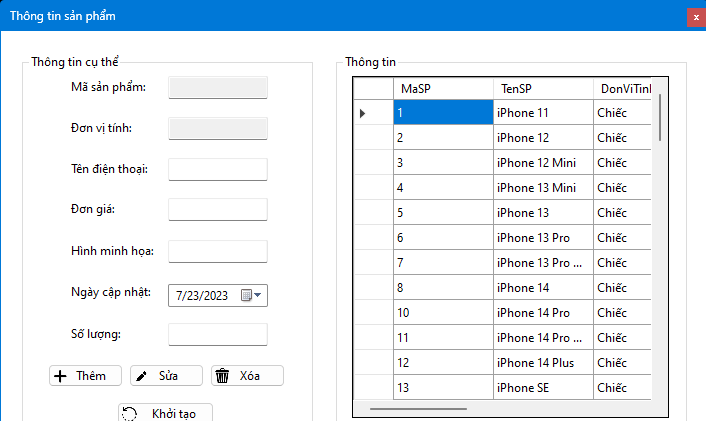 Thông tin sản phẩm
x
Thông tin cụ thể
Mã sản phẩm:
Đơn vị tính:
Tên điện thoại:
Đơn giá:
Hình minh họa:
Ngày cập nhật: 7/23/2023
Số lượng:
Thêm Sửa Xóa
Khởi tạo
Thông tin
MaSP TenSP DonViTinh
1 iPhone 11 Chiếc
2 iPhone 12 Chiếc
3 iPhone 12 Mini Chiếc
4 iPhone 13 Mini Chiếc
5 iPhone 13 Chiếc
6 iPhone 13 Pro Chiếc
7 iPhone 13 Pro ... Chiếc
8 iPhone 14 Chiếc
10 iPhone 14 Pro Chiếc
11 iPhone 14 Pro ... Chiếc
12 iPhone 14 Plus Chiếc
13 iPhone SE Chiếc